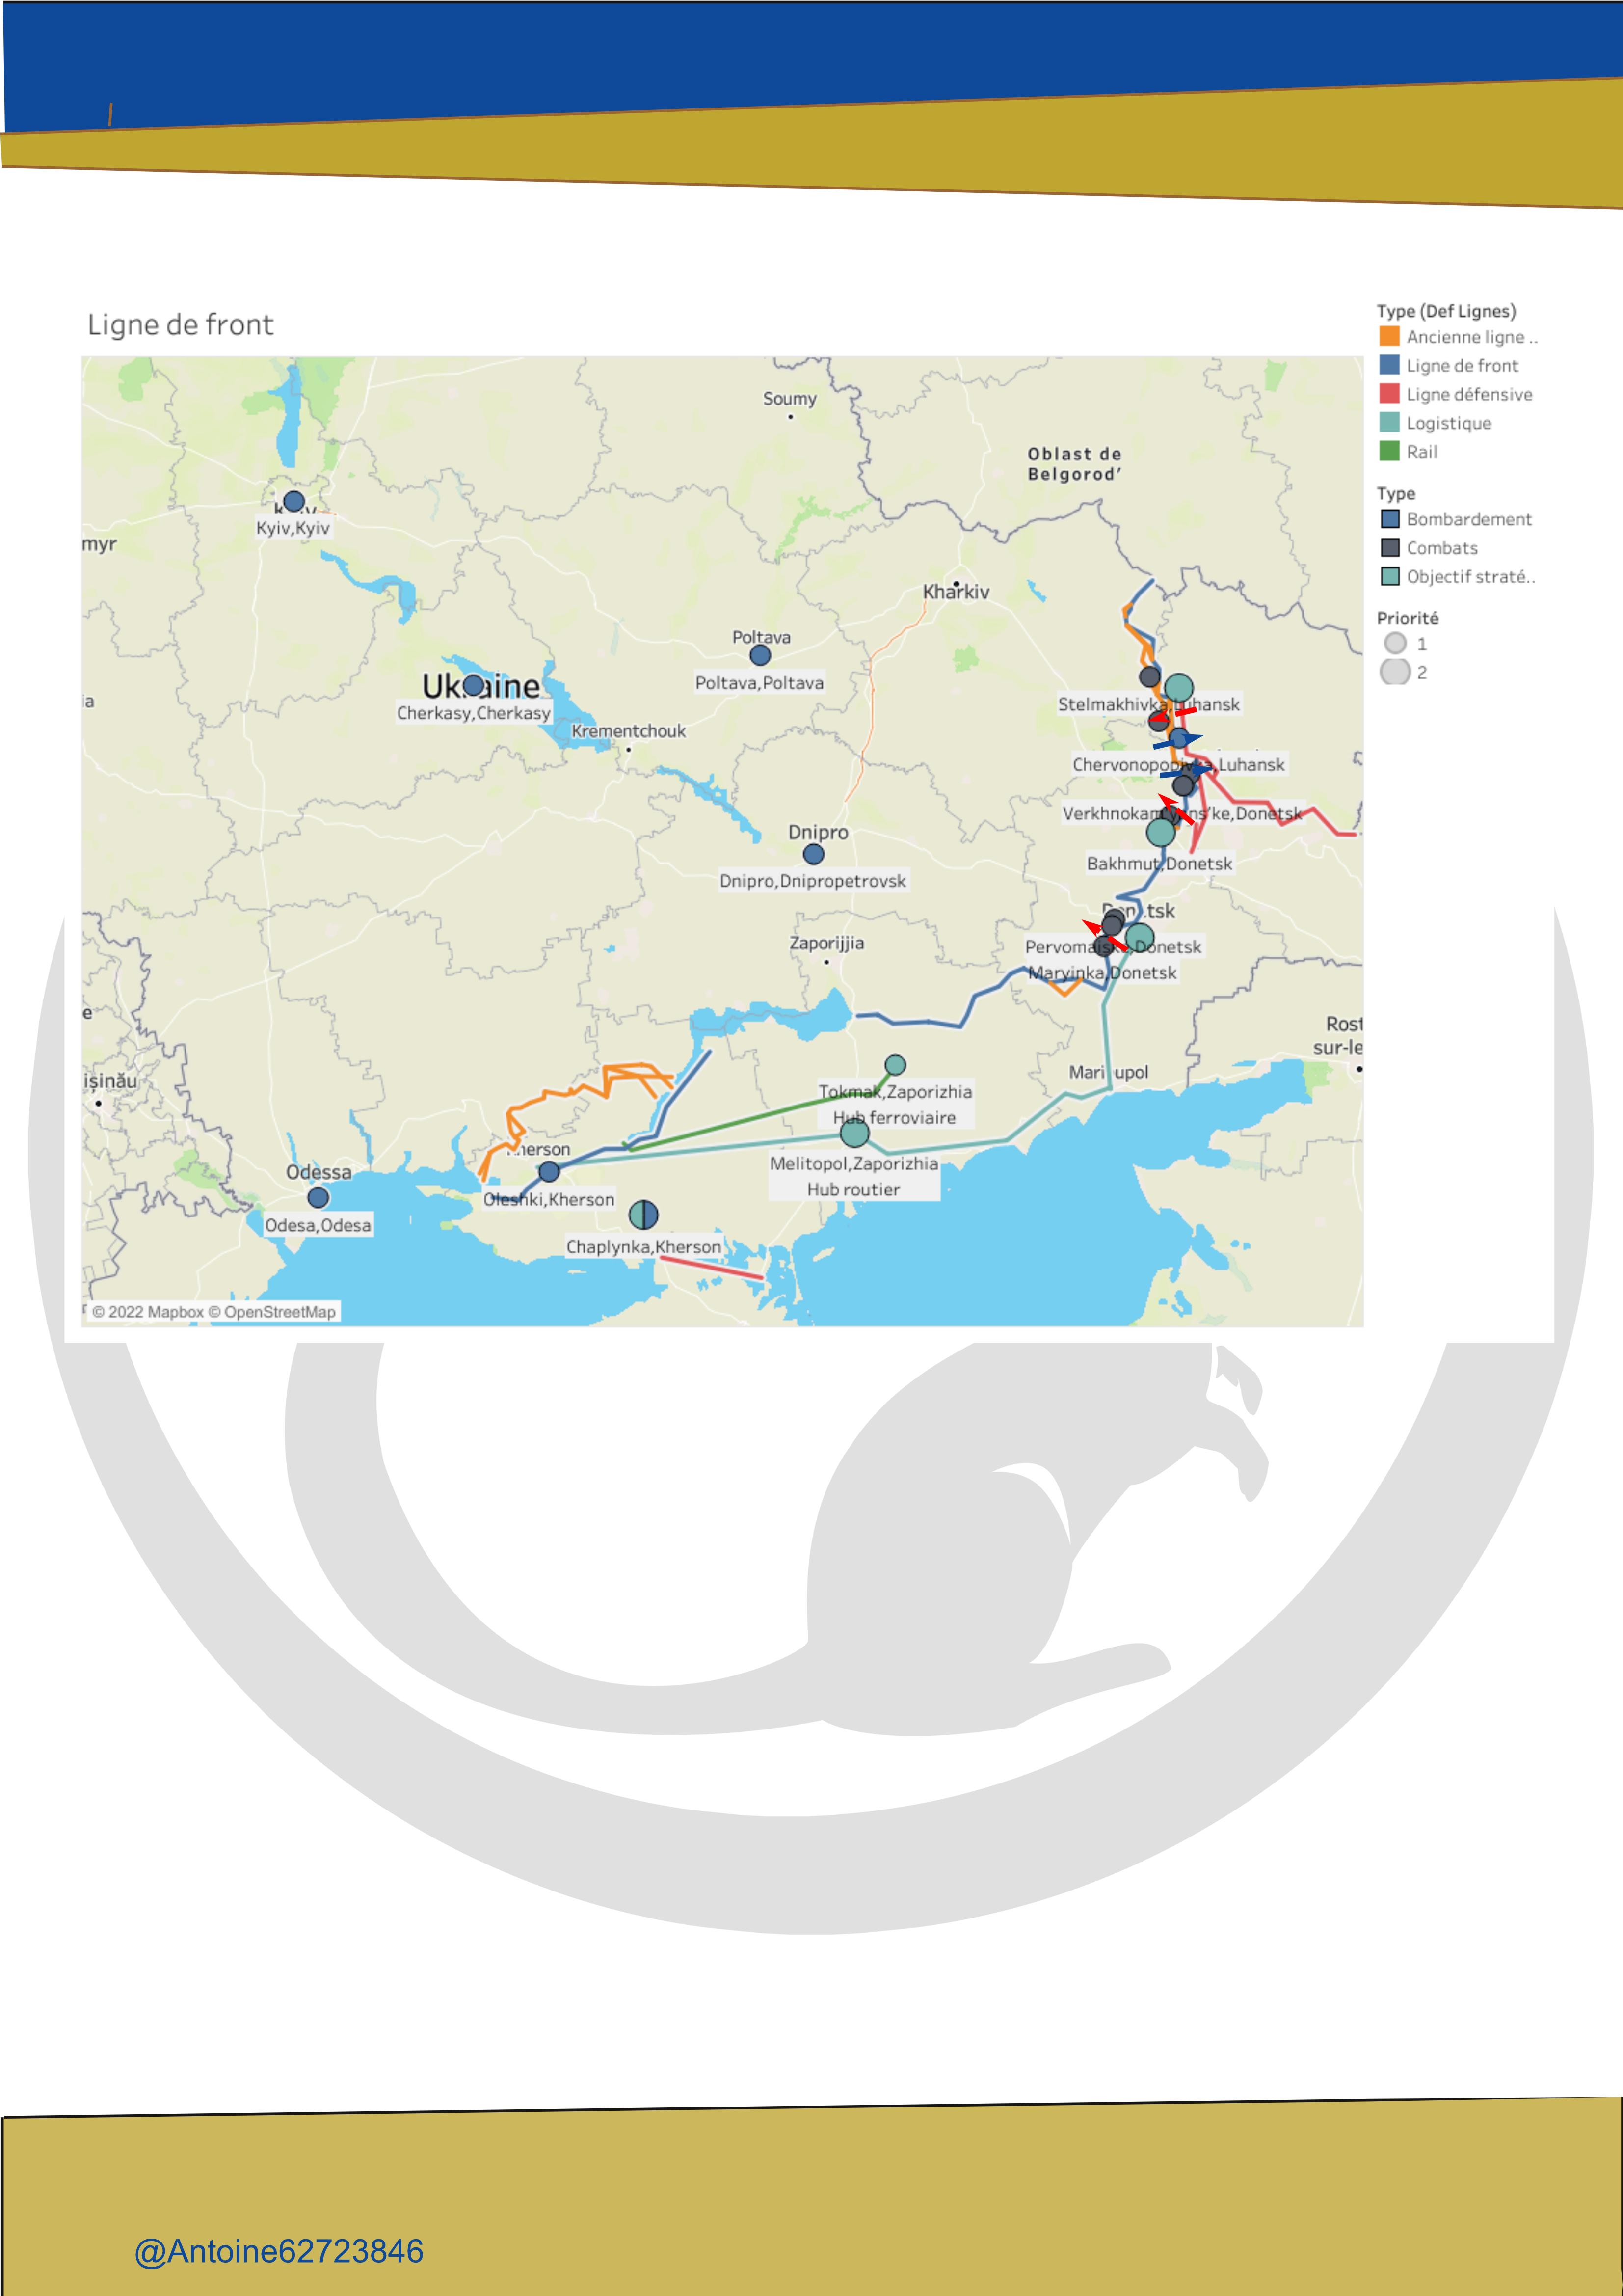 Ligne de front
Type (Def Lignes)
Ancienne ligne ..
Ligne de front
Ligne défensive
Logistique
Rail
Type
Bombardement
Combats
Objectif straté..
Priorité
1
2
Soumy
Oblast de
Belgorod'
Kyiv,Kyiv
myr
Kharkiv
Poltava
Poltava,Poltava
Ukraine
Cherkasy,Cherkasy
ia
Krementchouk
Stelmakhivka,Luhansk
Chervonopopivka,Luhansk
Verkhnokamyans'ke,Donetsk
Dnipro
Dnipro,Dnipropetrovsk
Bakhmut,Donetsk
Donetsk
Zaporijjia
Pervomaiske,Donetsk
Maryinka,Donetsk
e
Rost
sur-le
Marioupol
işinău
Tokmak,Zaporizhia
Hub ferroviaire
Kherson
Melitopol,Zaporizhia
Hub routier
Odessa
Oleshki,Kherson
Odesa,Odesa
Chaplynka,Kherson
© 2022 Mapbox © OpenStreetMap
@Antoine62723846